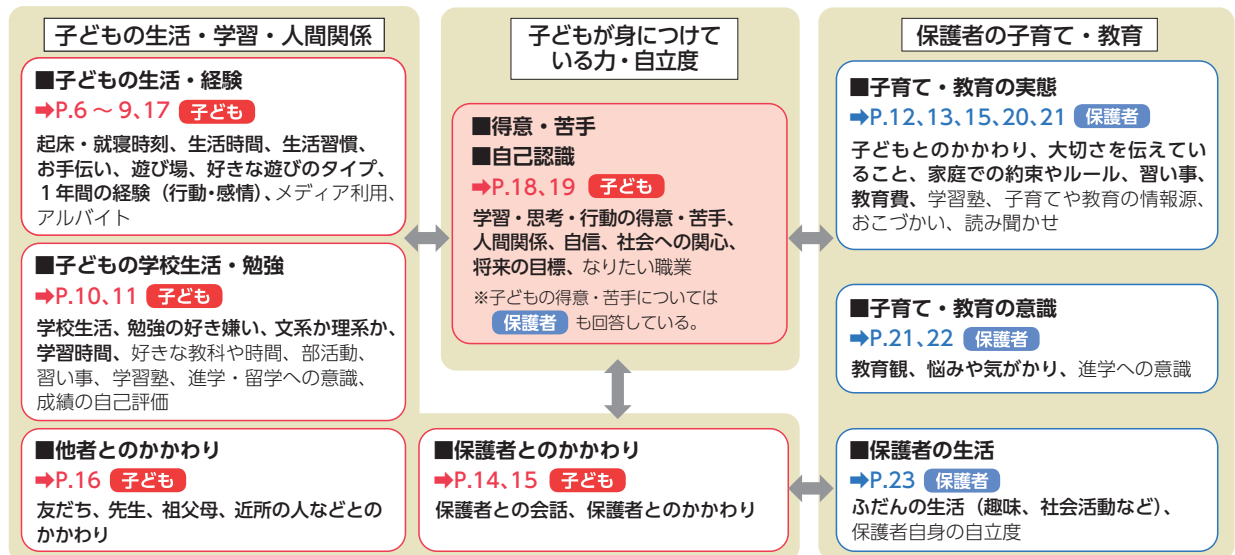 子どもの生活・学習・人間関係
■子どもの生活・経験
➡P.6～9、17 子ども
起床・就寝時刻、生活時間、生活習慣、
お手伝い、遊び場、好きな遊びのタイプ、
１年間の経験（行動・感情）、メディア利用、
アルバイト
■子どもの学校生活・勉強
➡P.10、11 子ども
学校生活、勉強の好き嫌い、文系か理系か、
学習時間、好きな教科や時間、部活動、
習い事、学習塾、進学・留学への意識、
成績の自己評価
■他者とのかかわり
➡P.16 子ども
友だち、先生、祖父母、近所の人などとの
かかわり
子どもが身につけて
いる力・自立度
■得意・苦手
■自己認識
➡P.18、19 子ども
学習・思考・行動の得意・苦手、
人間関係、自信、社会への関心、
将来の目標、なりたい職業
※子どもの得意・苦手については
保護者 も回答している。
■保護者とのかかわり
➡P.14、15 子ども
保護者との会話、保護者とのかかわり
保護者の子育て・教育
■子育て・教育の実態
➡P.12、13、15、20、21 保護者
子どもとのかかわり、大切さを伝えてい
ること、家庭での約束やルール、習い事、
教育費、学習塾、子育てや教育の情報源、
おこづかい、読み聞かせ
■子育て・教育の意識
➡P.21、22 保護者
教育観、悩みや気がかり、進学への意識
■保護者の生活
➡P.23 保護者
ふだんの生活（趣味、社会活動など）、
保護者自身の自立度